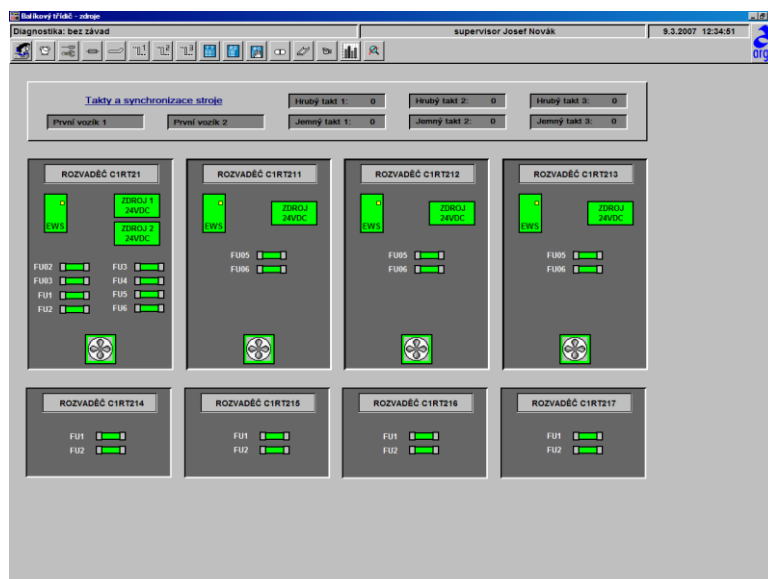 Balíkový třídič - zdroje
Diagnostika: bez závad
supervisor Josef Novák
9.3.2007 12:34:51
Takty a synchronizace stroje
Hrubý takt 1: 0
Hrubý takt 2: 0
Hrubý takt 3: 0
První vozík 1
První vozík 2
Jemný takt 1: 0
Jemný takt 2: 0
Jemný takt 3: 0
ROZVADĚČ C1RT21
ZDROJ 1
24VDC
EWS
ZDROJ 2
24VDC
FU02
FU3
FU03
FU4
FU1
FU5
FU2
FU6
ROZVADĚČ C1RT211
ZDROJ
24VDC
EWS
FU05
FU06
ROZVADĚČ C1RT212
ZDROJ
24VDC
EWS
FU05
FU06
ROZVADĚČ C1RT213
ZDROJ
24VDC
EWS
FU05
FU06
ROZVADĚČ C1RT214
FU1
FU2
ROZVADĚČ C1RT215
FU1
FU2
ROZVADĚČ C1RT216
FU1
FU2
ROZVADĚČ C1RT217
FU1
FU2